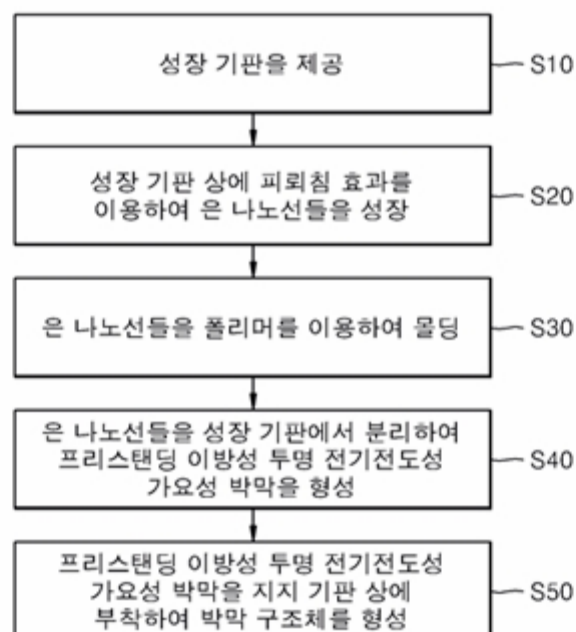 성장 기판을 제공
S10
성장 기판 상에 피뢰침 효과를
이용하여 은 나노선들을 성장
S20
은 나노선들을 폴리머를 이용하여 몰딩
S30
은 나노선들을 성장 기판에서 분리하여
프리스탠딩 이방성 투명 전기전도성
가요성 박막을 형성
S40
프리스탠딩 이방성 투명 전기전도성
가요성 박막을 지지 기판 상에
부착하여 박막 구조체를 형성
S50